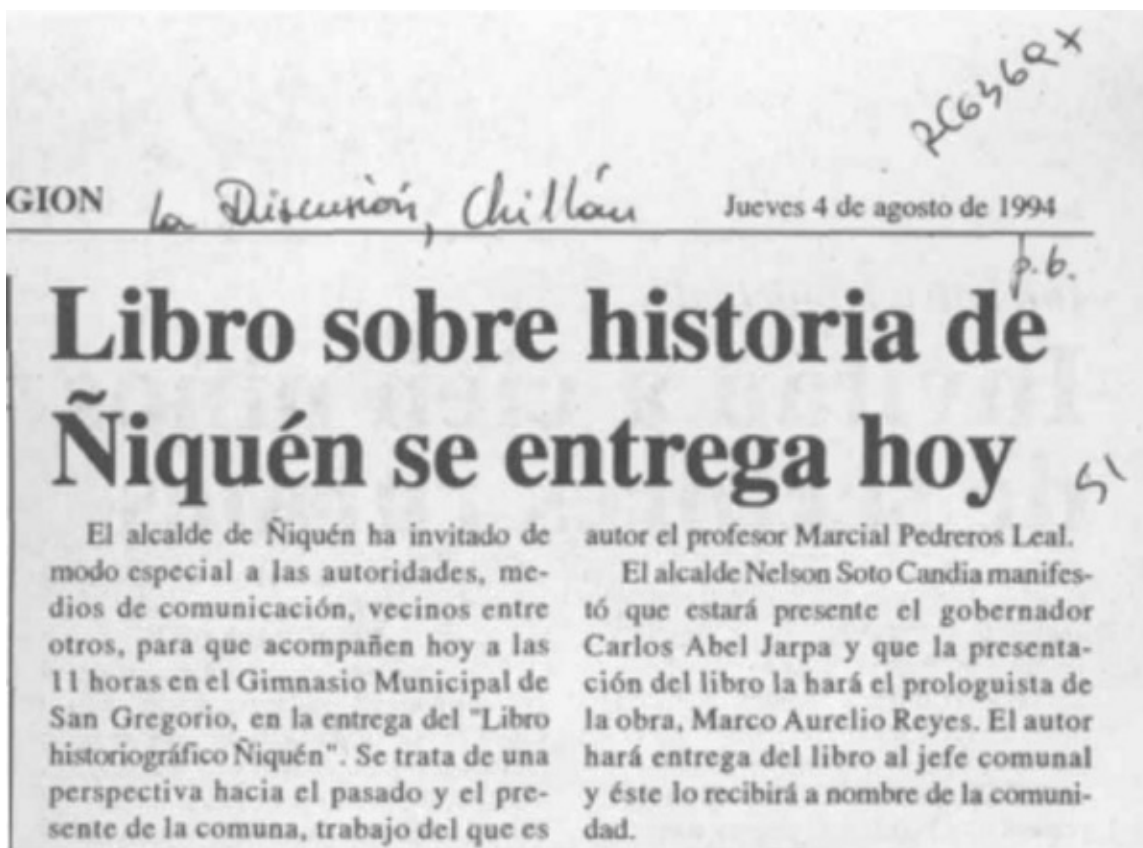 RC6369X
GION La Discusión, Chillán Jueves 4 de agosto de 1994
p. 6.
Libro sobre historia de
Ñiquén se entrega hoy
51
El alcalde de Ñiquén ha invitado de
modo especial a las autoridades, me-
dios de comunicación, vecinos entre
otros, para que acompañen hoy a las
11 horas en el Gimnasio Municipal de
San Gregorio, en la entrega del "Libro
historiográfico Ñiquén". Se trata de una
perspectiva hacia el pasado y el pre-
sente de la comuna, trabajo del que es
autor el profesor Marcial Pedreros Leal.
El alcalde Nelson Soto Candia manifes-
tó que estará presente el gobernador
Carlos Abel Jarpa y que la presenta-
ción del libro la hará el prologuista de
la obra, Marco Aurelio Reyes. El autor
hará entrega del libro al jefe comunal
y éste lo recibirá a nombre de la comuni-
dad.